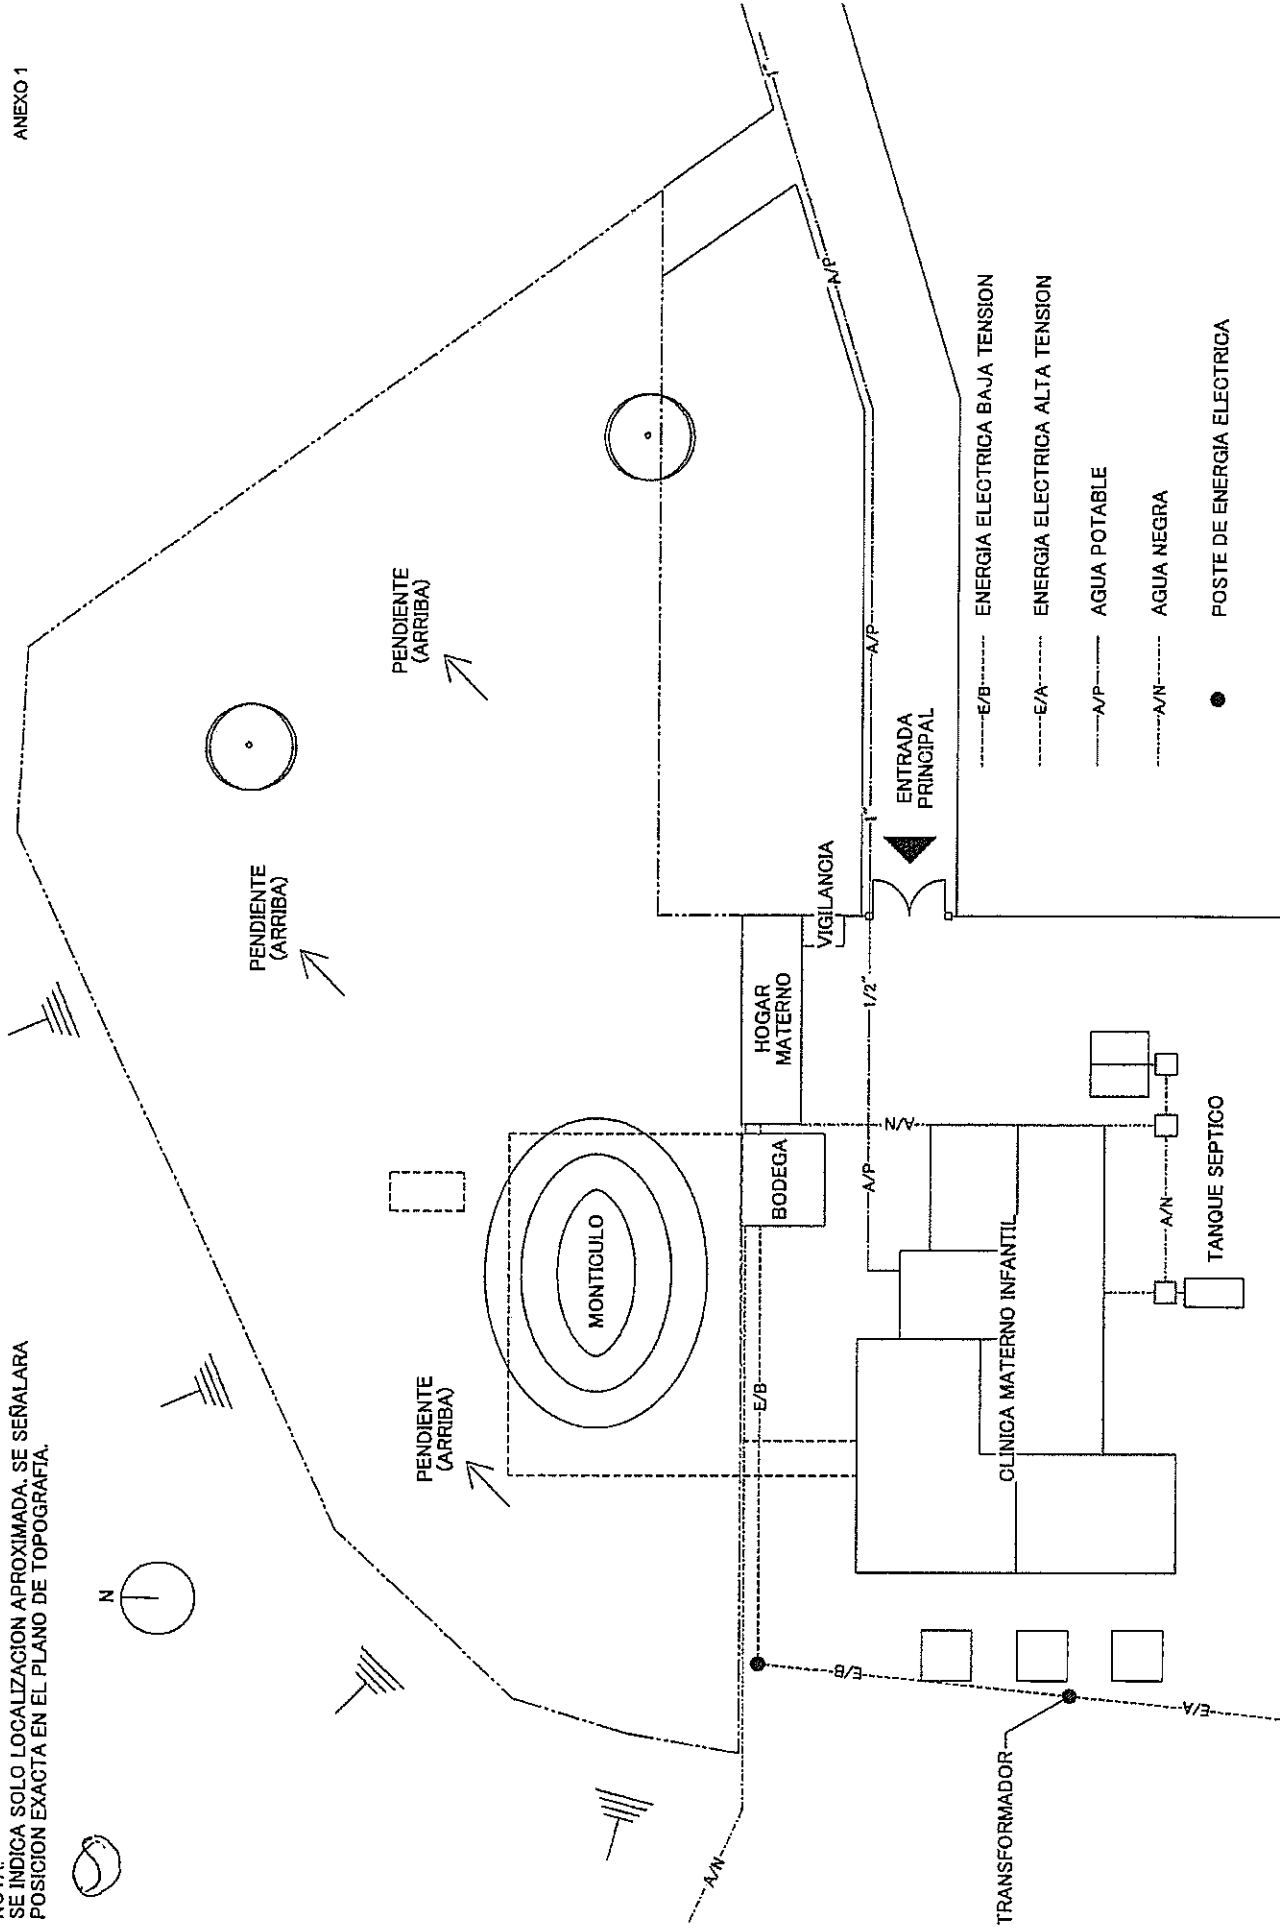 ANEXO 1
SE INDICA SOLO LOCALIZACION APROXIMADA. SE SEÑALARA
POSICION EXACTA EN EL PLANO DE TOPOGRAFIA.
N
PENDIENTE
(ARRIBA)
PENDIENTE
(ARRIBA)
PENDIENTE
(ARRIBA)
MONTICULO
BODEGA
HOGAR
MATERNO
VIGILANCIA
ENTRADA
PRINCIPAL
1"
A/P
A/P
1"
1/2"
A/P
A/N
A/N
A/N
E/B
E/B
E/A
TRANSFORMADOR
CLINICA MATERNO INFANTIL
TANQUE SEPTICO
E/B ENERGIA ELECTRICA BAJA TENSION
E/A ENERGIA ELECTRICA ALTA TENSION
A/P AGUA POTABLE
A/N AGUA NEGRA
POSTE DE ENERGIA ELECTRICA